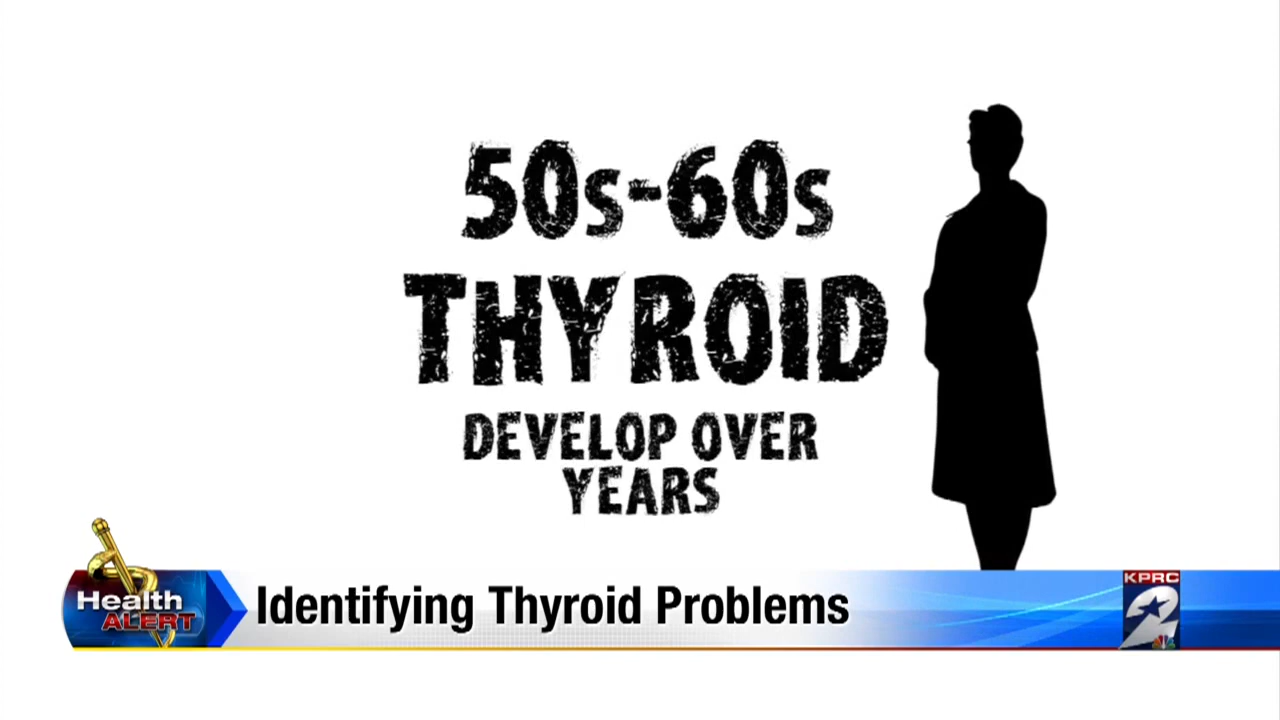 50s-60s
THYROID
DEVELOP OVER
YEARS
Health
ALERT
Identifying Thyroid Problems
KPRC
2